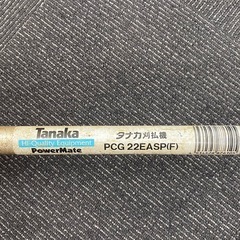 Tanaka
Hi-Quality Equipment
PowerMate
タナカ刈払機
PCG 22EASP(F)